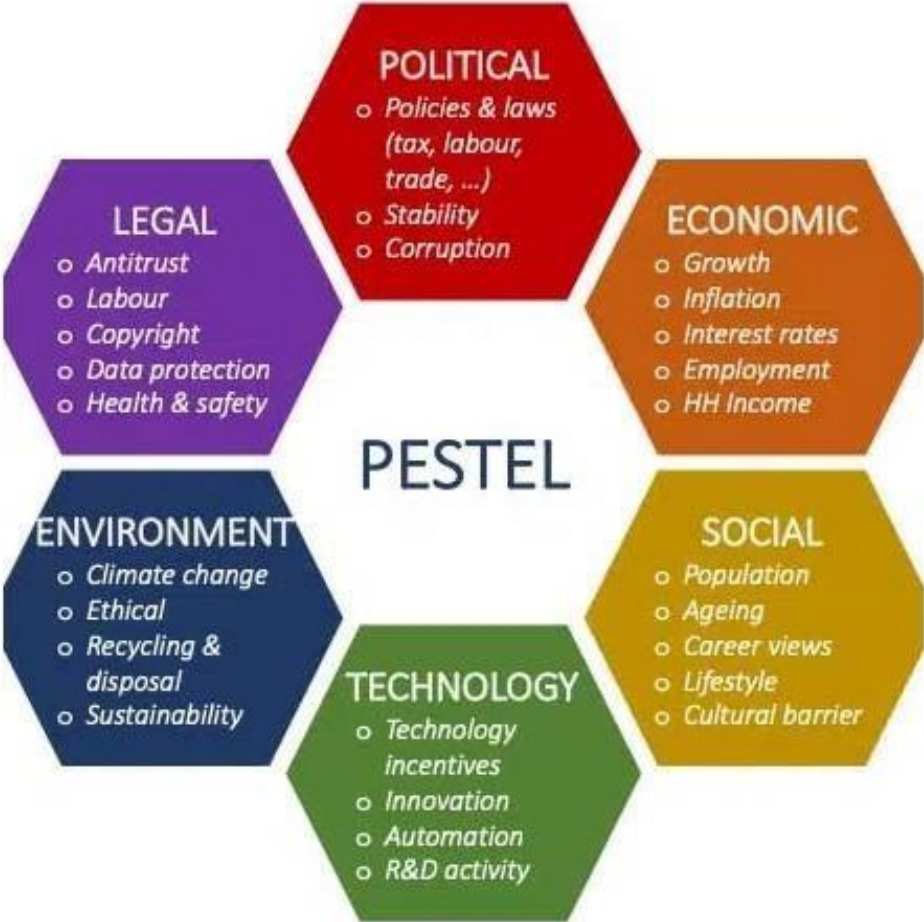 POLITICAL
o Policies & laws
(tax, labour,
trade, ...)
o Stability
o Corruption
ECONOMIC
o Growth
o Inflation
o Interest rates
o Employment
o HH Income
SOCIAL
o Population
o Ageing
o Career views
o Lifestyle
o Cultural barrier
TECHNOLOGY
o Technology
incentives
o Innovation
o Automation
o R&D activity
ENVIRONMENT
o Climate change
o Ethical
o Recycling &
disposal
o Sustainability
LEGAL
o Antitrust
o Labour
o Copyright
o Data protection
o Health & safety
PESTEL